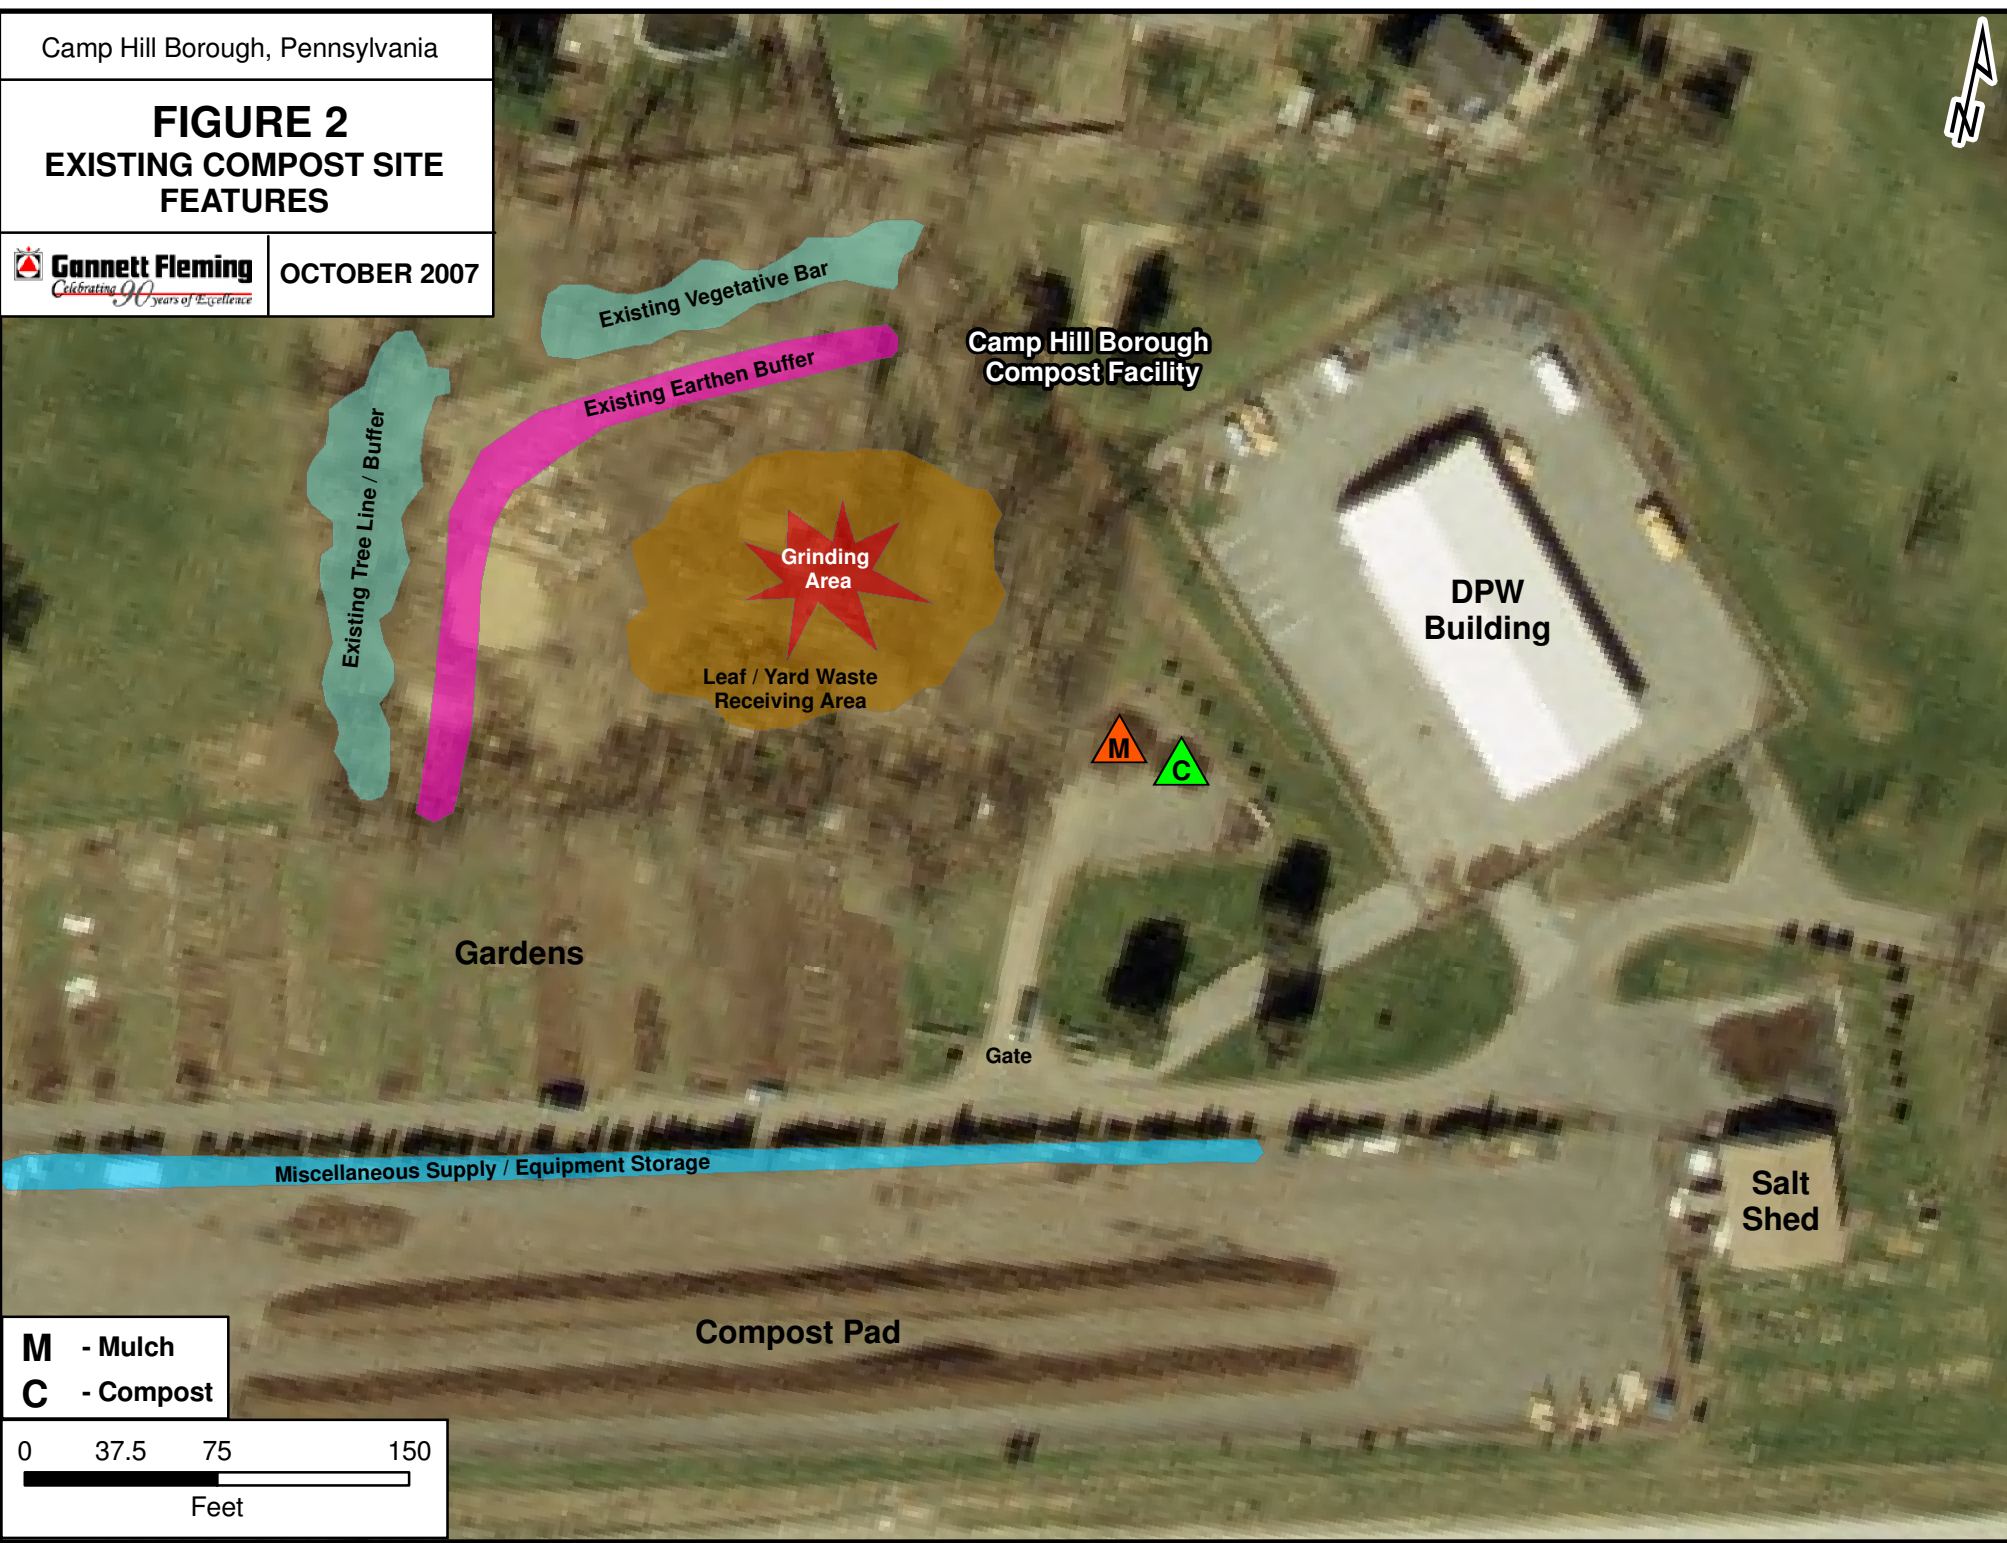 Camp Hill Borough, Pennsylvania
FIGURE 2
EXISTING COMPOST SITE
FEATURES
Gannett Fleming
Celebrating 90 years of Excellence
OCTOBER 2007
N
Existing Vegetative Bar
Existing Earthen Buffer
Existing Tree Line / Buffer
Camp Hill Borough
Compost Facility
Grinding
Area
Leaf / Yard Waste
Receiving Area
DPW
Building
M
C
Gardens
Gate
Miscellaneous Supply / Equipment Storage
Salt
Shed
Compost Pad
M - Mulch
C - Compost
0 37.5 75 150
Feet